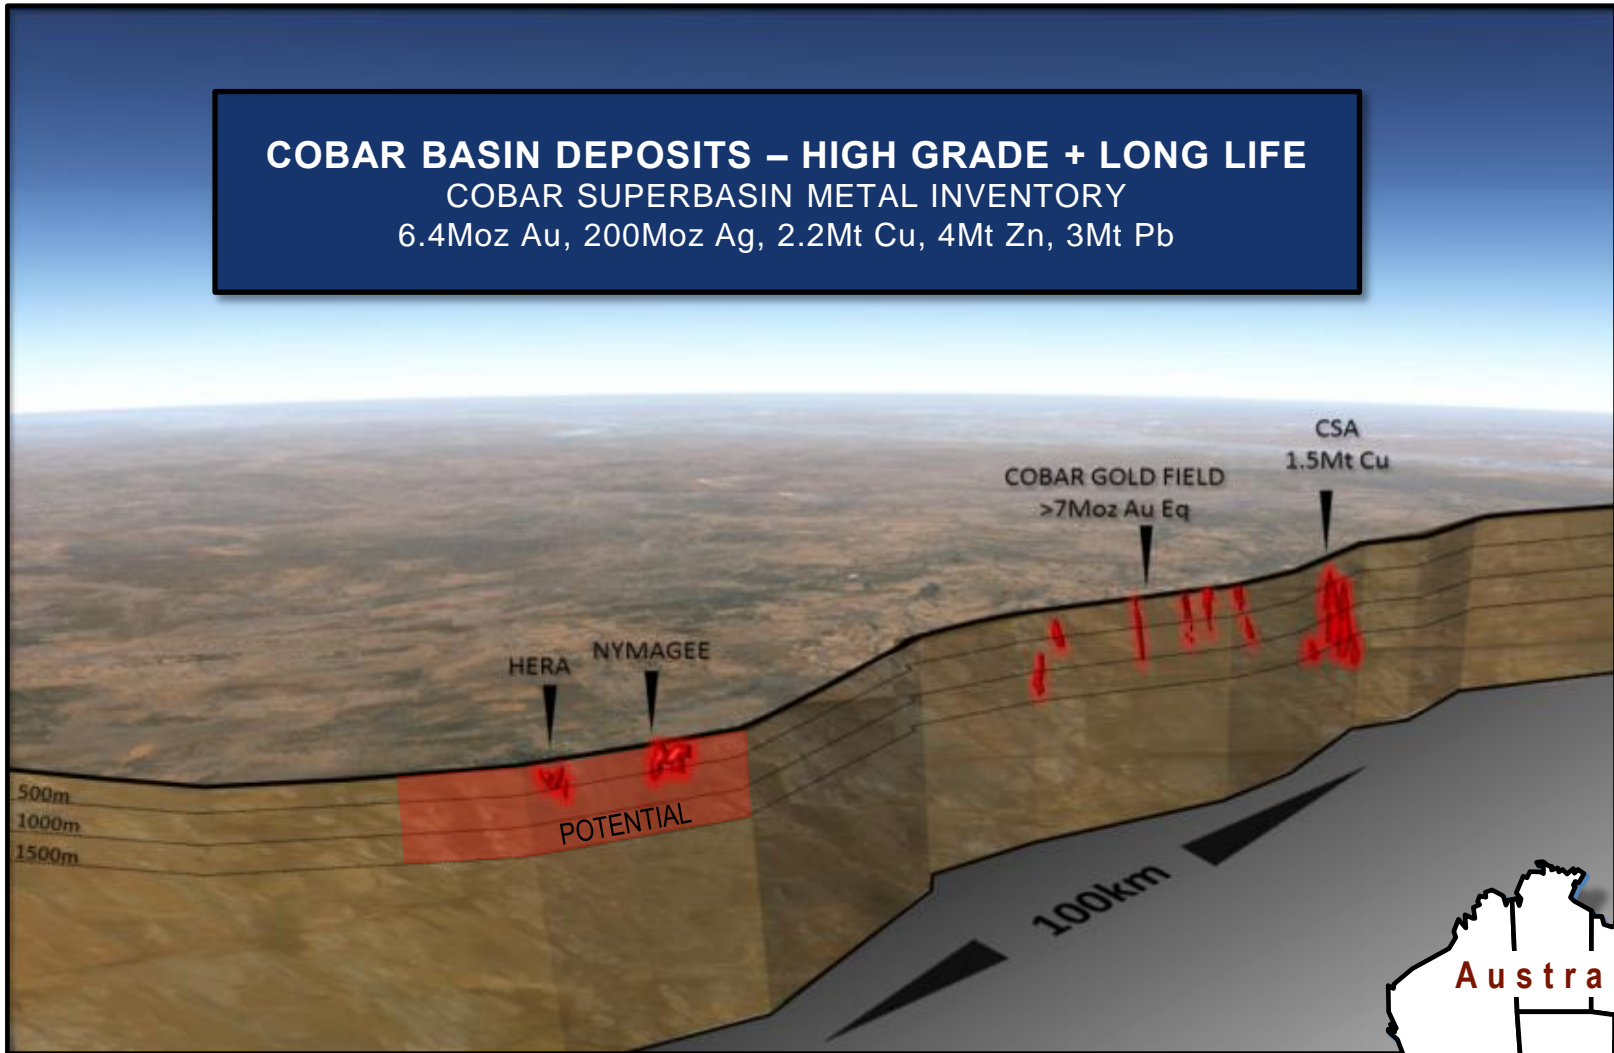 COBAR BASIN DEPOSITS – HIGH GRADE + LONG LIFE
COBAR SUPERBASIN METAL INVENTORY
6.4Moz Au, 200Moz Ag, 2.2Mt Cu, 4Mt Zn, 3Mt Pb
CSA
1.5Mt Cu
COBAR GOLD FIELD
>7Moz Au Eq
HERA
NYMAGEE
500m
1000m
1500m
POTENTIAL
100km
Austra